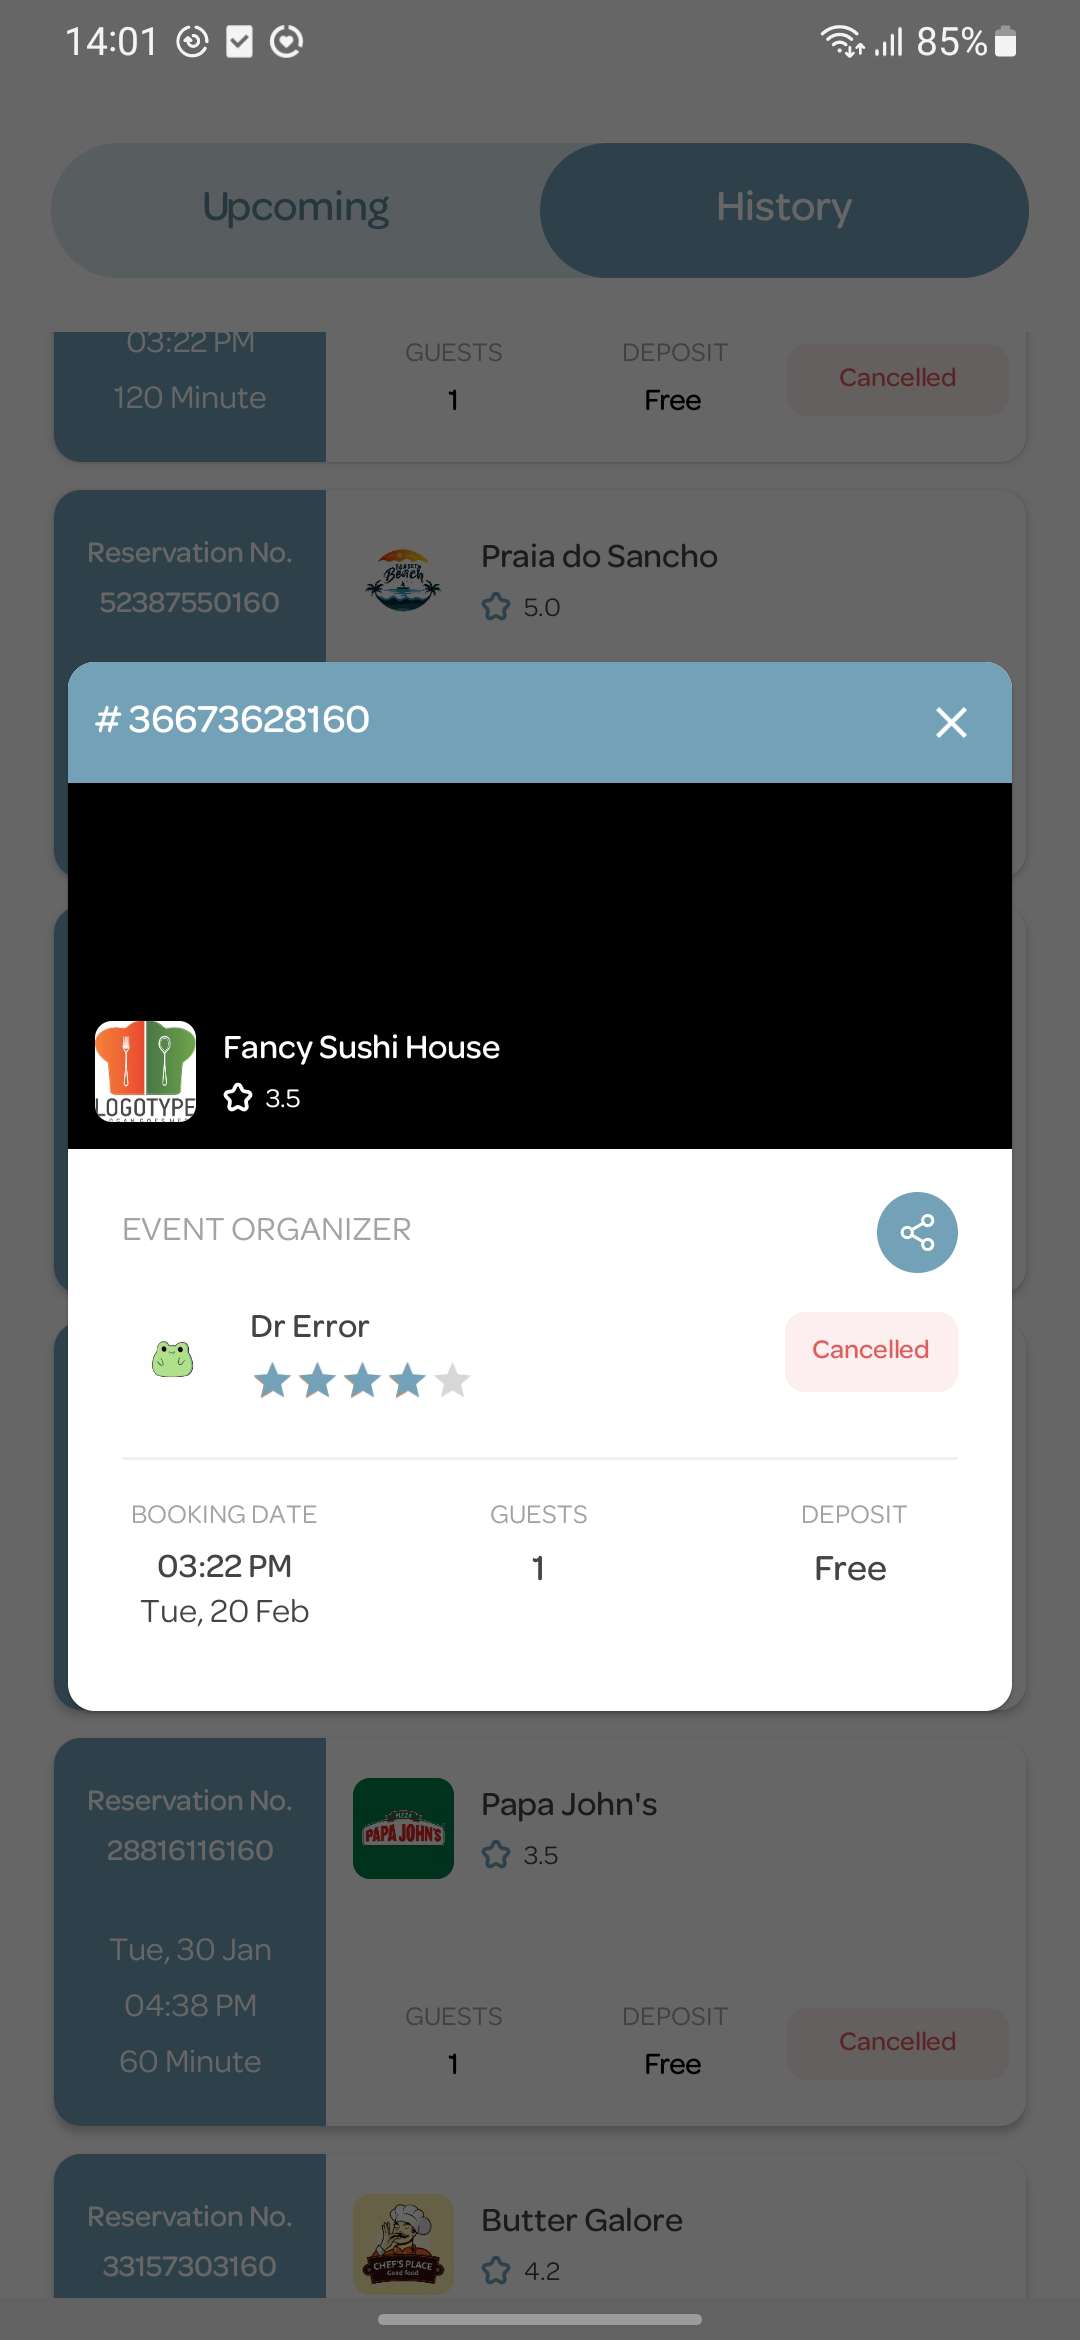 14:01
85%
Upcoming
History
03:22 PM
120 Minute
GUESTS
1
DEPOSIT
Free
Cancelled
Reservation No.
52387550160
Beach
Praia do Sancho
5.0
# 36673628160
LOGOTYPE
Fancy Sushi House
3.5
EVENT ORGANIZER
Dr Error
Cancelled
BOOKING DATE
03:22 PM
Tue, 20 Feb
GUESTS
1
DEPOSIT
Free
Reservation No.
28816116160
Tue, 30 Jan
04:38 PM
60 Minute
PIZZA
PAPA JOHN'S
Papa John's
3.5
GUESTS
1
DEPOSIT
Free
Cancelled
Reservation No.
33157303160
CHEF'S PLACE
Good food
Butter Galore
4.2